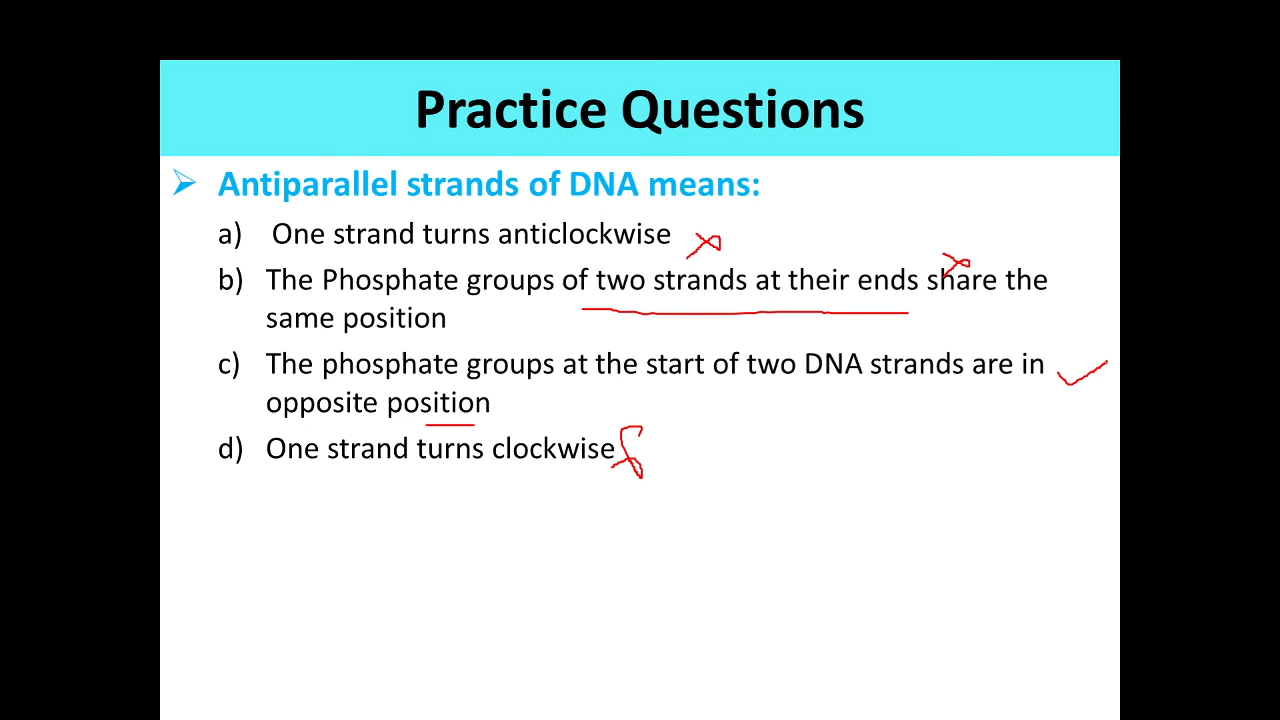 Practice Questions
Antiparallel strands of DNA means:
a) One strand turns anticlockwise
b) The Phosphate groups of two strands at their ends share the
same position
c) The phosphate groups at the start of two DNA strands are in
opposite position
d) One strand turns clockwise